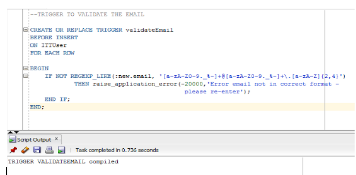 --TRIGGER TO VALIDATE THE EMAIL
CREATE OR REPLACE TRIGGER validateEmail
BEFORE INSERT
ON IITUser
FOR EACH ROW
BEGIN
IF NOT REGEXP_LIKE(:new.email, '[a-zA-Z0-9._%-]+@[a-zA-Z0-9._%-]+\.[a-zA-Z]{2,4}')
THEN raise_application_error(-20000,'Error email not in correct format - please re-enter');
END IF;
END;
Script Output ×
Task completed in 0.736 seconds
TRIGGER VALIDATEEMAIL compiled